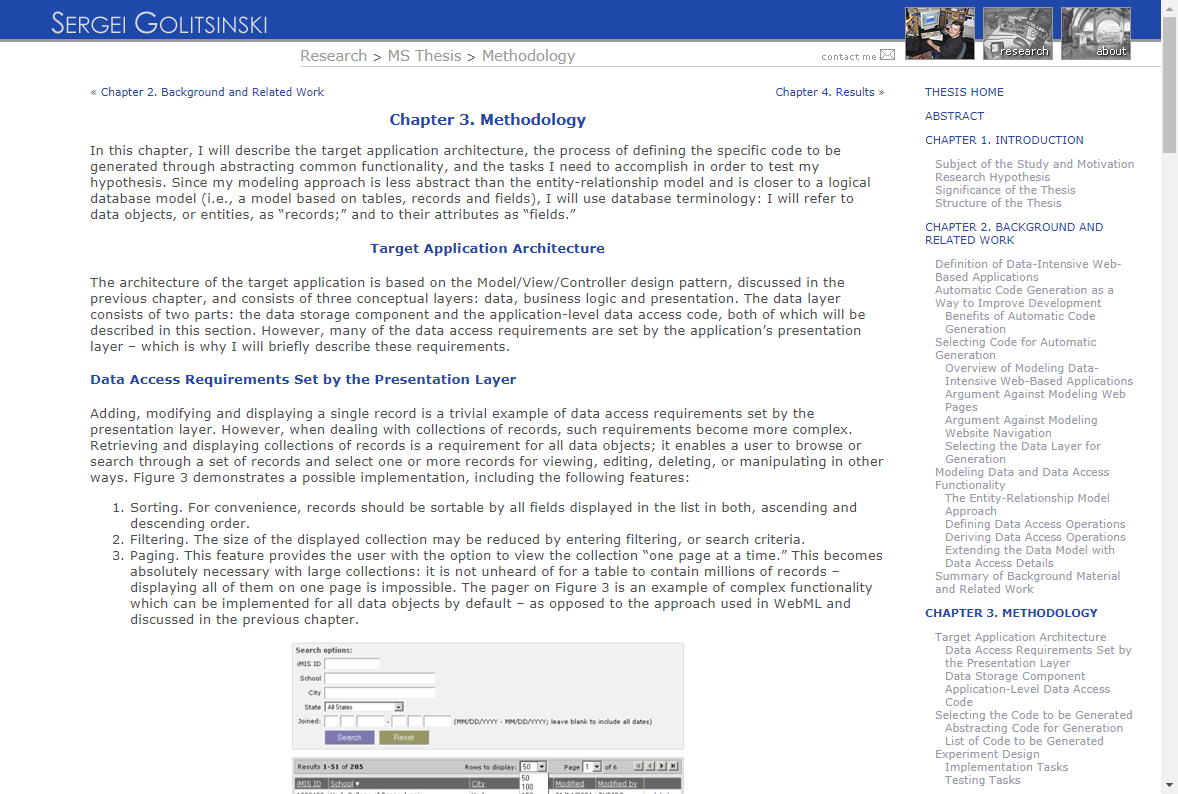 SERGEI GOLITSINSKI
research
about
Research > MS Thesis > Methodology
contact me
« Chapter 2. Background and Related Work
Chapter 4. Results »
Chapter 3. Methodology
In this chapter, I will describe the target application architecture, the process of defining the specific code to be
generated through abstracting common functionality, and the tasks I need to accomplish in order to test my
hypothesis. Since my modeling approach is less abstract than the entity-relationship model and is closer to a logical
database model (i.e., a model based on tables, records and fields), I will use database terminology: I will refer to
data objects, or entities, as “records;” and to their attributes as “fields.”
Target Application Architecture
The architecture of the target application is based on the Model/View/Controller design pattern, discussed in the
previous chapter, and consists of three conceptual layers: data, business logic and presentation. The data layer
consists of two parts: the data storage component and the application-level data access code, both of which will be
described in this section. However, many of the data access requirements are set by the application’s presentation
layer – which is why I will briefly describe these requirements.
Data Access Requirements Set by the Presentation Layer
Adding, modifying and displaying a single record is a trivial example of data access requirements set by the
presentation layer. However, when dealing with collections of records, such requirements become more complex.
Retrieving and displaying collections of records is a requirement for all data objects; it enables a user to browse or
search through a set of records and select one or more records for viewing, editing, deleting, or manipulating in other
ways. Figure 3 demonstrates a possible implementation, including the following features:
1. Sorting. For convenience, records should be sortable by all fields displayed in the list in both, ascending and
descending order.
2. Filtering. The size of the displayed collection may be reduced by entering filtering, or search criteria.
3. Paging. This feature provides the user with the option to view the collection “one page at a time.” This becomes
absolutely necessary with large collections: it is not unheard of for a table to contain millions of records –
displaying all of them on one page is impossible. The pager on Figure 3 is an example of complex functionality
which can be implemented for all data objects by default – as opposed to the approach used in WebML and
discussed in the previous chapter.
Search options:
iMIS ID
School
City
State All States
Joined: - (MM/DD/YYYY - MM/DD/YYYY; leave blank to include all dates)
Search Reset
Results 1-51 of 285 Rows to display: 50 Page 1 of 6
50
iMIS ID School City Modified Modified by
100
THESIS HOME
ABSTRACT
CHAPTER 1. INTRODUCTION
Subject of the Study and Motivation
Research Hypothesis
Significance of the Thesis
Structure of the Thesis
CHAPTER 2. BACKGROUND AND
RELATED WORK
Definition of Data-Intensive Web-
Based Applications
Automatic Code Generation as a
Way to Improve Development
Benefits of Automatic Code
Generation
Selecting Code for Automatic
Generation
Overview of Modeling Data-
Intensive Web-Based Applications
Argument Against Modeling Web
Pages
Argument Against Modeling
Website Navigation
Selecting the Data Layer for
Generation
Modeling Data and Data Access
Functionality
The Entity-Relationship Model
Approach
Defining Data Access Operations
Deriving Data Access Operations
Extending the Data Model with
Data Access Details
Summary of Background Material
and Related Work
CHAPTER 3. METHODOLOGY
Target Application Architecture
Data Access Requirements Set by
the Presentation Layer
Data Storage Component
Application-Level Data Access
Code
Selecting the Code to be Generated
Abstracting Code for Generation
List of Code to be Generated
Experiment Design
Implementation Tasks
Testing Tasks